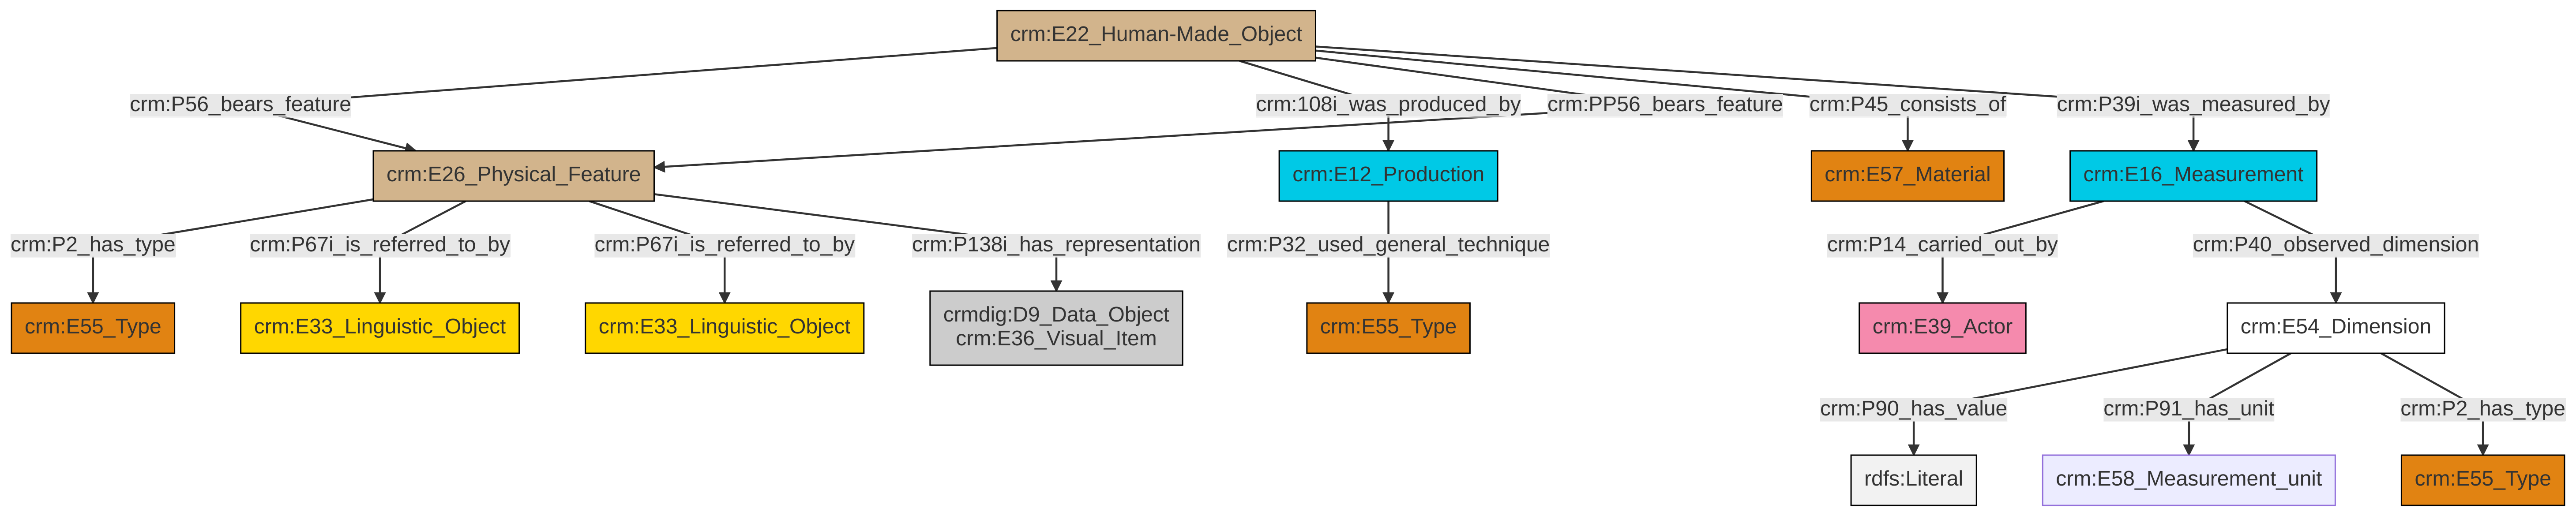 crm:E22_Human-Made_Object
crm:P56_bears_feature
crm:108i_was_produced_by
crm:PP56_bears_feature
crm:P45_consists_of
crm:P39i_was_measured_by
crm:E26_Physical_Feature
crm:E12_Production
crm:E57_Material
crm:E16_Measurement
crm:P2_has_type
crm:P67i_is_referred_to_by
crm:P67i_is_referred_to_by
crm:P138i_has_representation
crm:P32_used_general_technique
crm:P14_carried_out_by
crm:P40_observed_dimension
crm:E55_Type
crm:E33_Linguistic_Object
crm:E33_Linguistic_Object
crmdig:D9_Data_Object
crm:E36_Visual_Item
crm:E55_Type
crm:E39_Actor
crm:E54_Dimension
crm:P90_has_value
crm:P91_has_unit
crm:P2_has_type
rdfs:Literal
crm:E58_Measurement_unit
crm:E55_Type